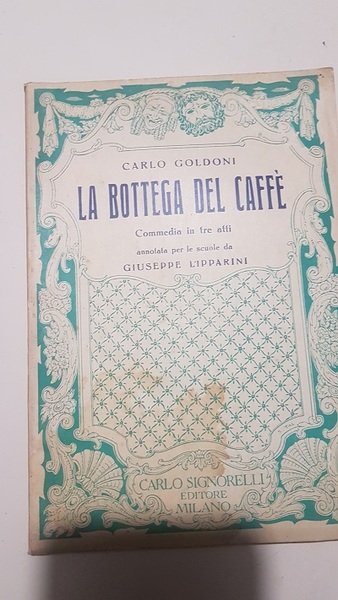 CARLO GOLDONI
LA BOTTEGA DEL CAFFÈ
Commedia in tre atti
annotata per le scuole da
GIUSEPPE LIPPARINI
CARLO SIGNORELLI
EDITORE
MILANO